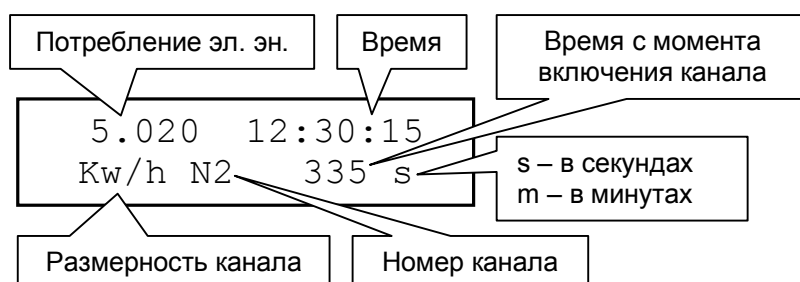 Потребление эл. эн.
Время
Время с момента
включения канала
5.020 12:30:15
Kw/h N2 335 s
s – в секундах
m – в минутах
Размерность канала
Номер канала